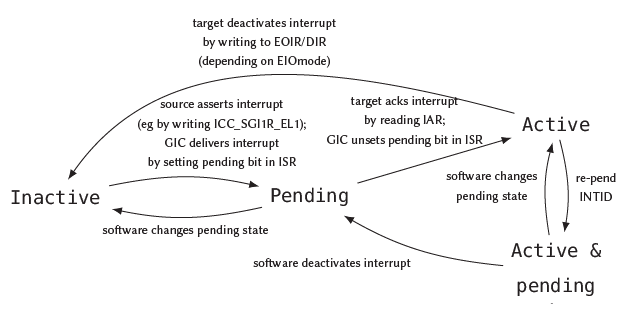 target deactivates interrupt
by writing to EOIR/DIR
(depending on EIOmode)
source asserts interrupt
(eg by writing ICC_SGI1R_EL1);
GIC delivers interrupt
by setting pending bit in ISR
target acks interrupt
by reading IAR;
GIC unsets pending bit in ISR
Active
software changes
pending state
re-pend
INTID
Inactive
Pending
software changes pending state
software deactivates interrupt
Active &
pending